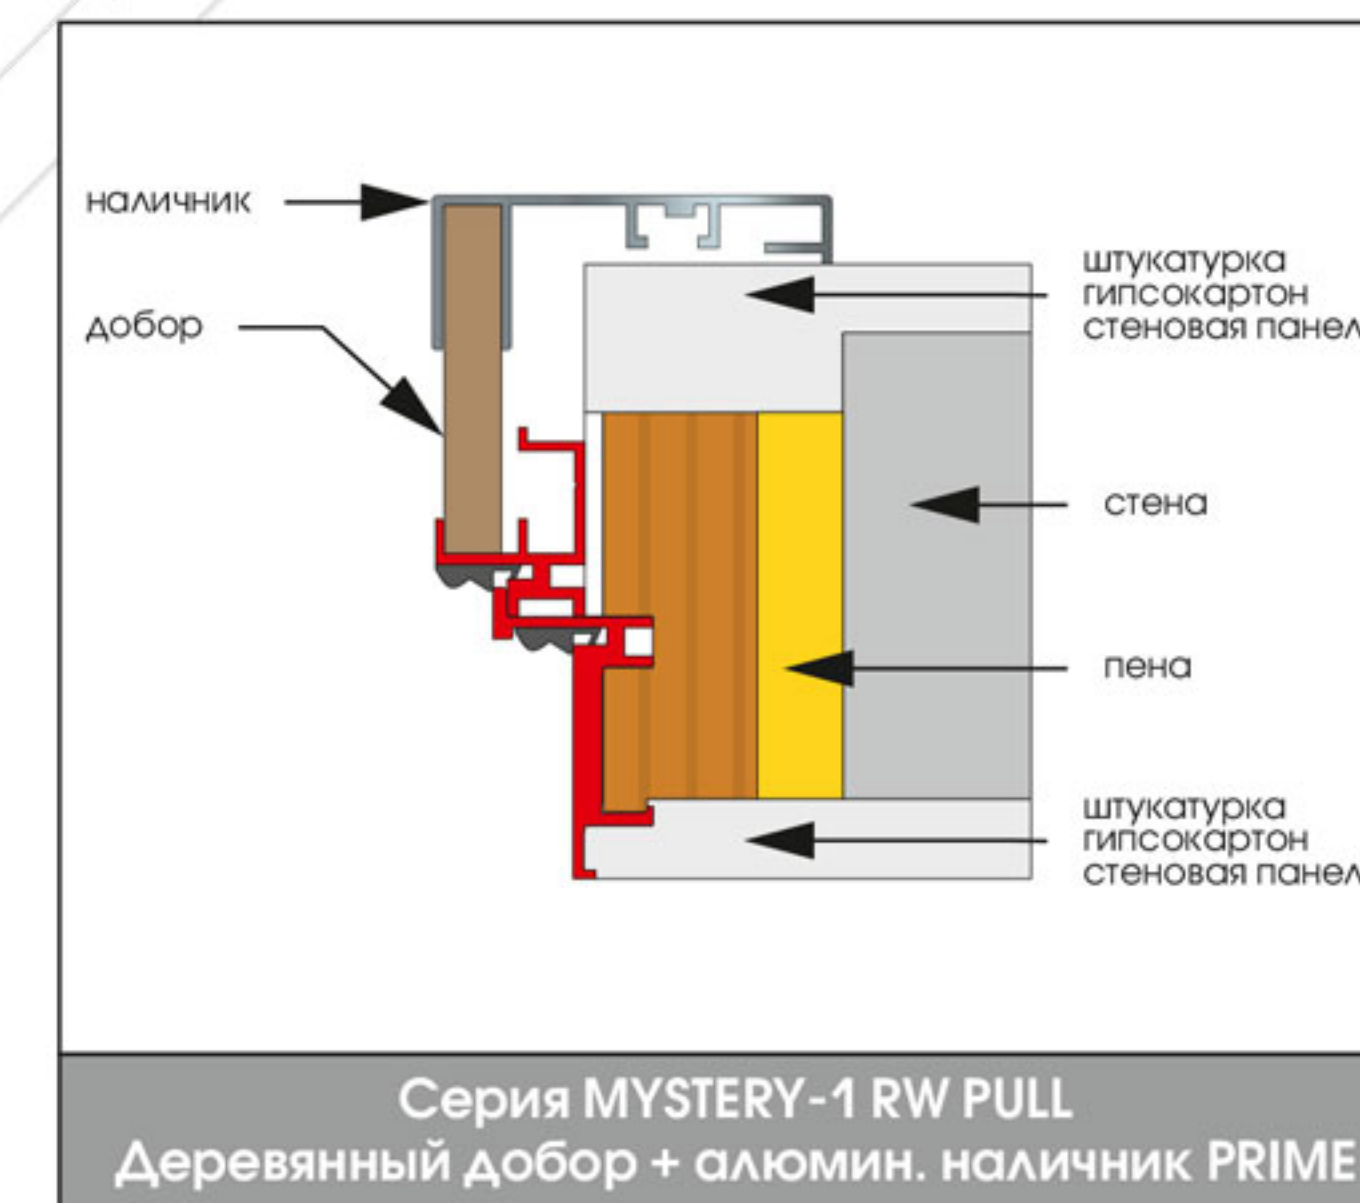 наличник
добор
штукатурка
гипсокартон
стеновая панел
стена
пена
штукатурка
гипсокартон
стеновая панел
Серия MYSTERY-1 RW PULL
Деревянный добор + алюмин. наличник PRIME